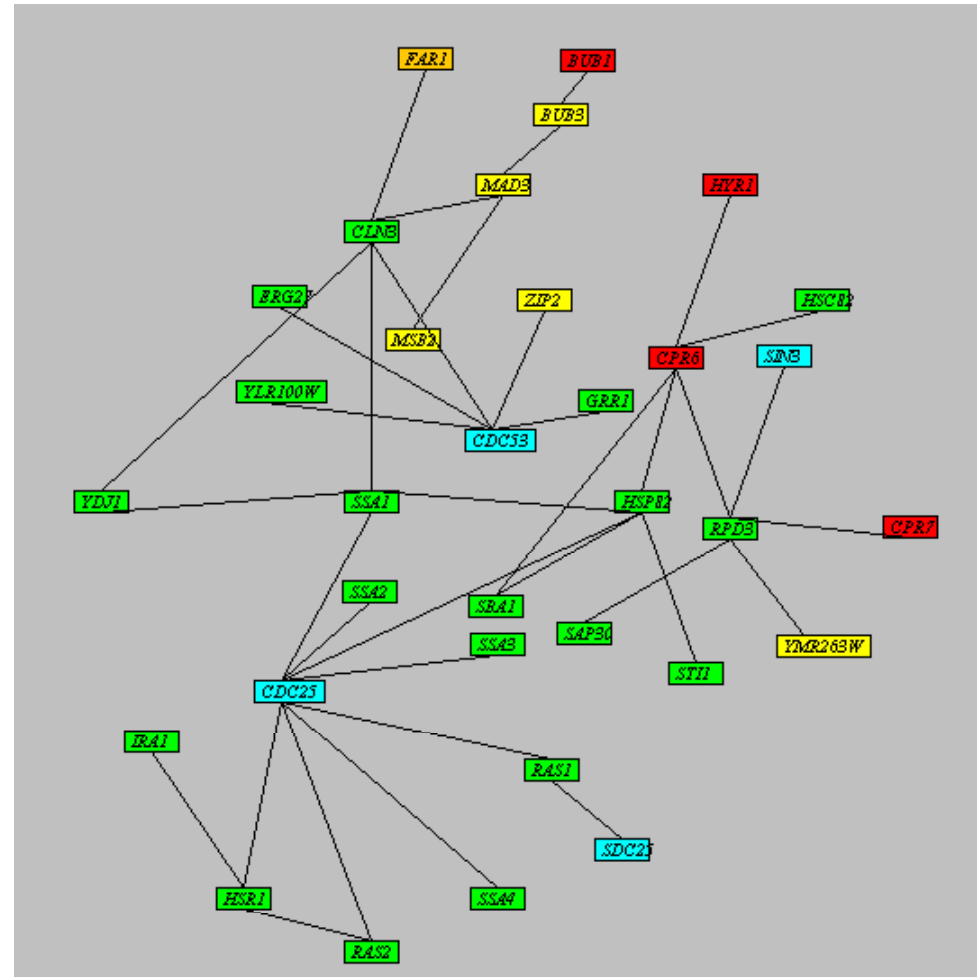 FAR1
BUB1
BUB3
MAD3
HYR1
CLN3
ZIP2
HSC82
MSB2
CPR6
SIN3
YLR100W
GRR1
CDC53
YDJ1
SSA1
HSP82
RPD3
CPR7
SSA2
SBA1
SAP30
SSA3
YMR263W
STI1
CDC25
IRA1
RAS1
SDC25
HSR1
SSA4
RAS2